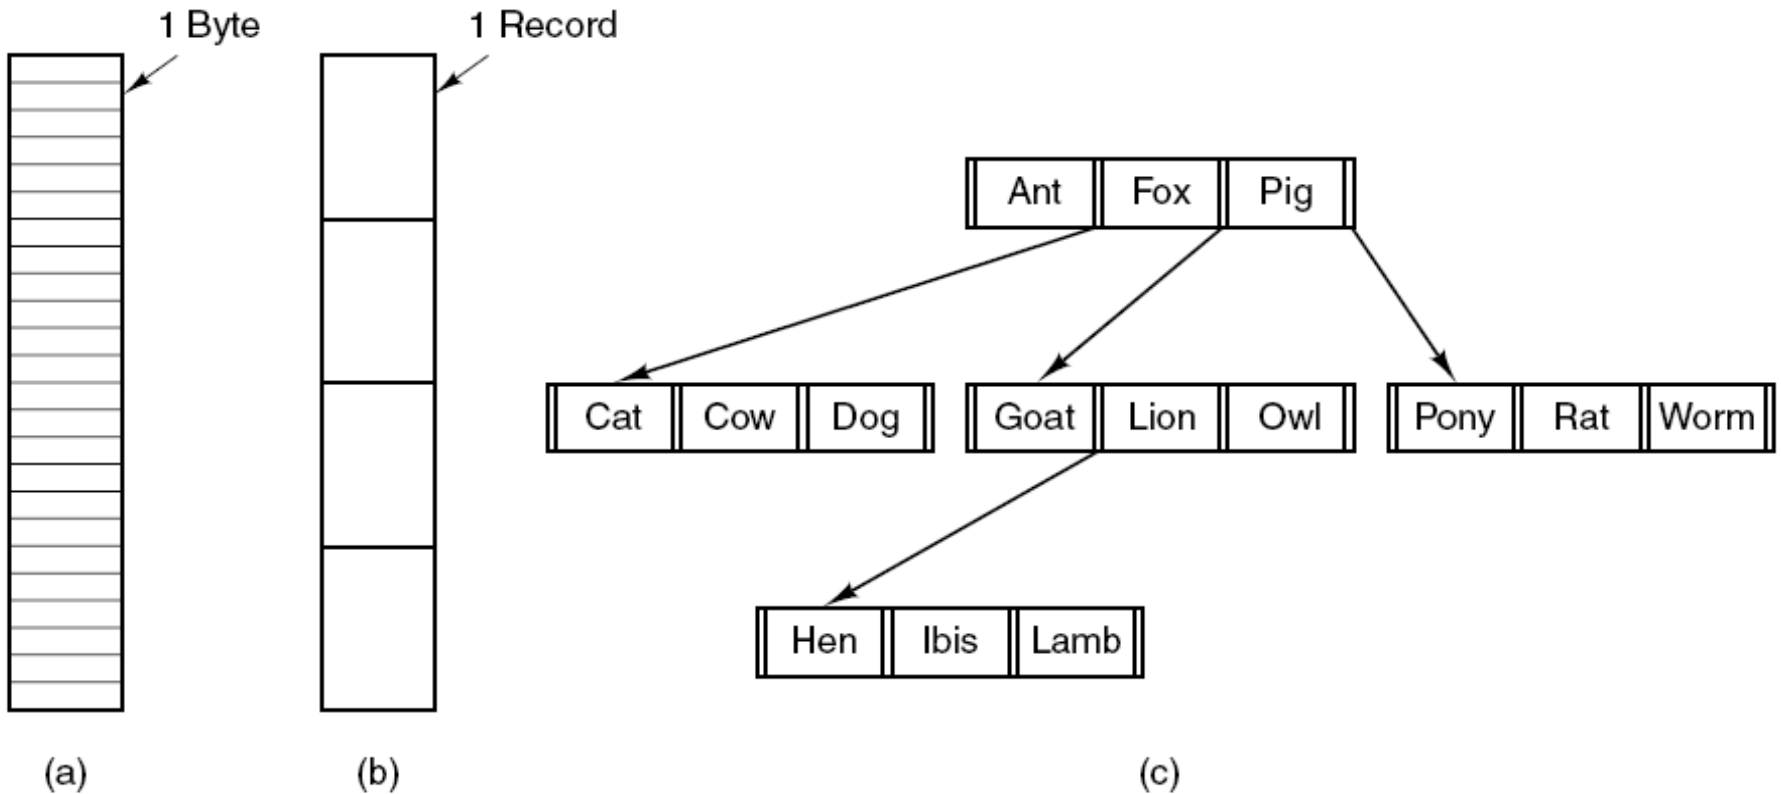 1 Byte
1 Record
Ant Fox Pig
Cat Cow Dog
Goat Lion Owl
Pony Rat Worm
Hen Ibis Lamb
(a)
(b)
(c)